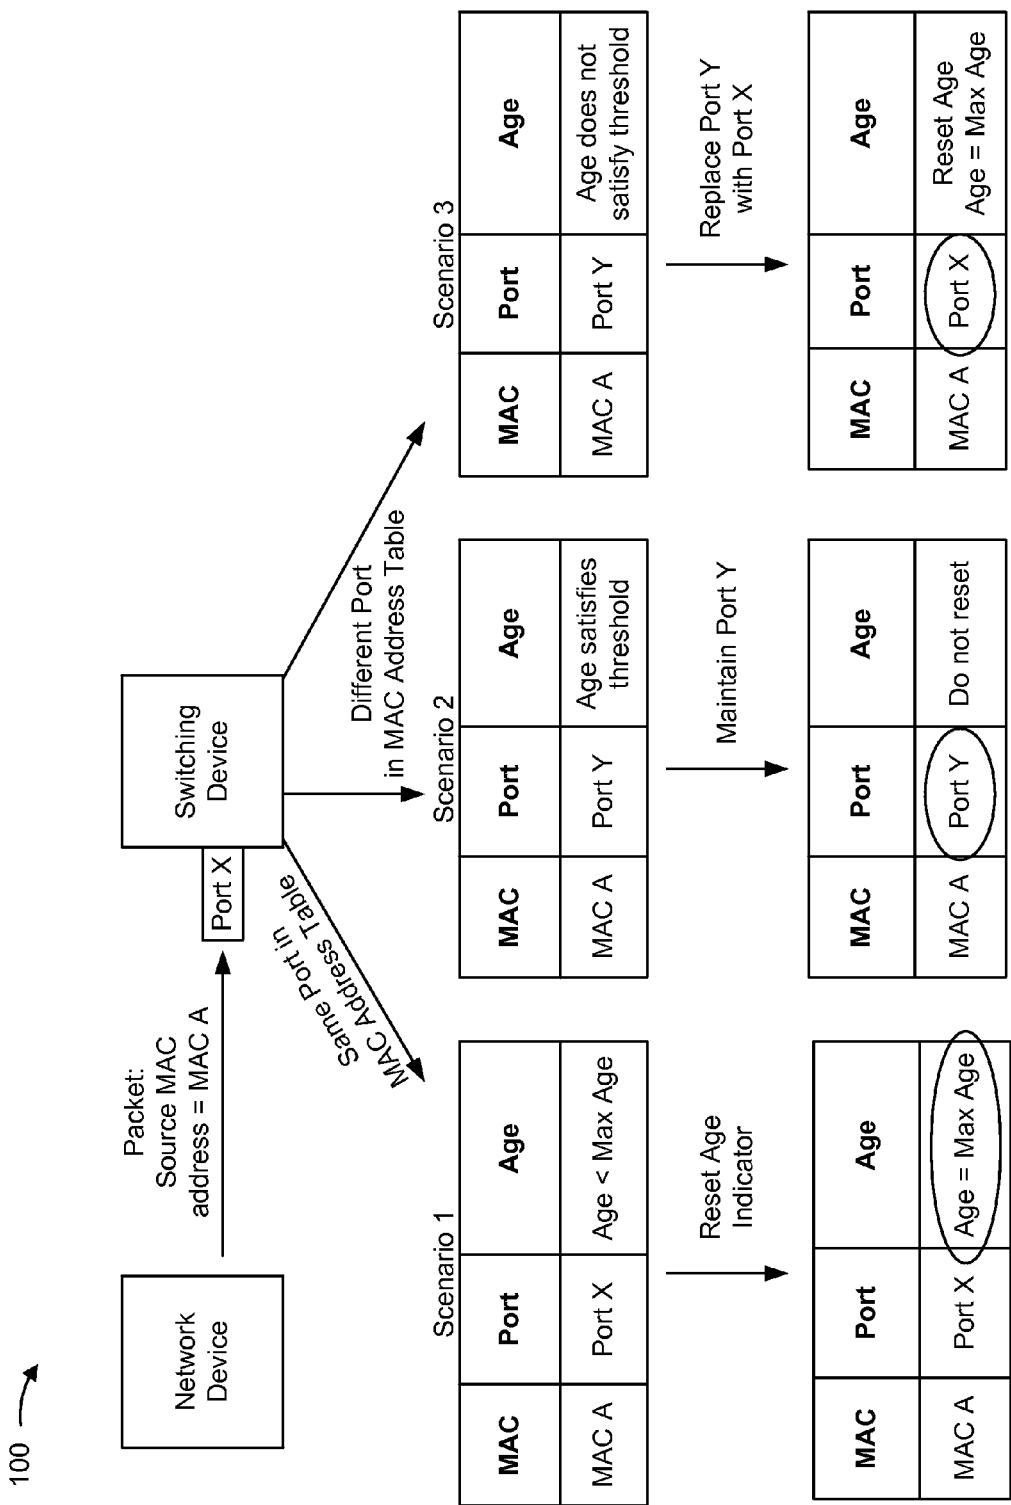 100
Network
Device
Packet:
Source MAC
address = MAC A
Port X
Switching
Device
Same Port in
MAC Address Table
Different Port
in MAC Address Table
Scenario 1
MAC Port Age
MAC A Port X Age < Max Age
Reset Age
Indicator
MAC Port Age
MAC A Port X Age = Max Age
Scenario 2
MAC Port Age
MAC A Port Y Age satisfies
threshold
Maintain Port Y
MAC Port Age
MAC A Port Y Do not reset
Scenario 3
MAC Port Age
MAC A Port Y Age does not
satisfy threshold
Replace Port Y
with Port X
MAC Port Age
MAC A Port X Reset Age
Age = Max Age